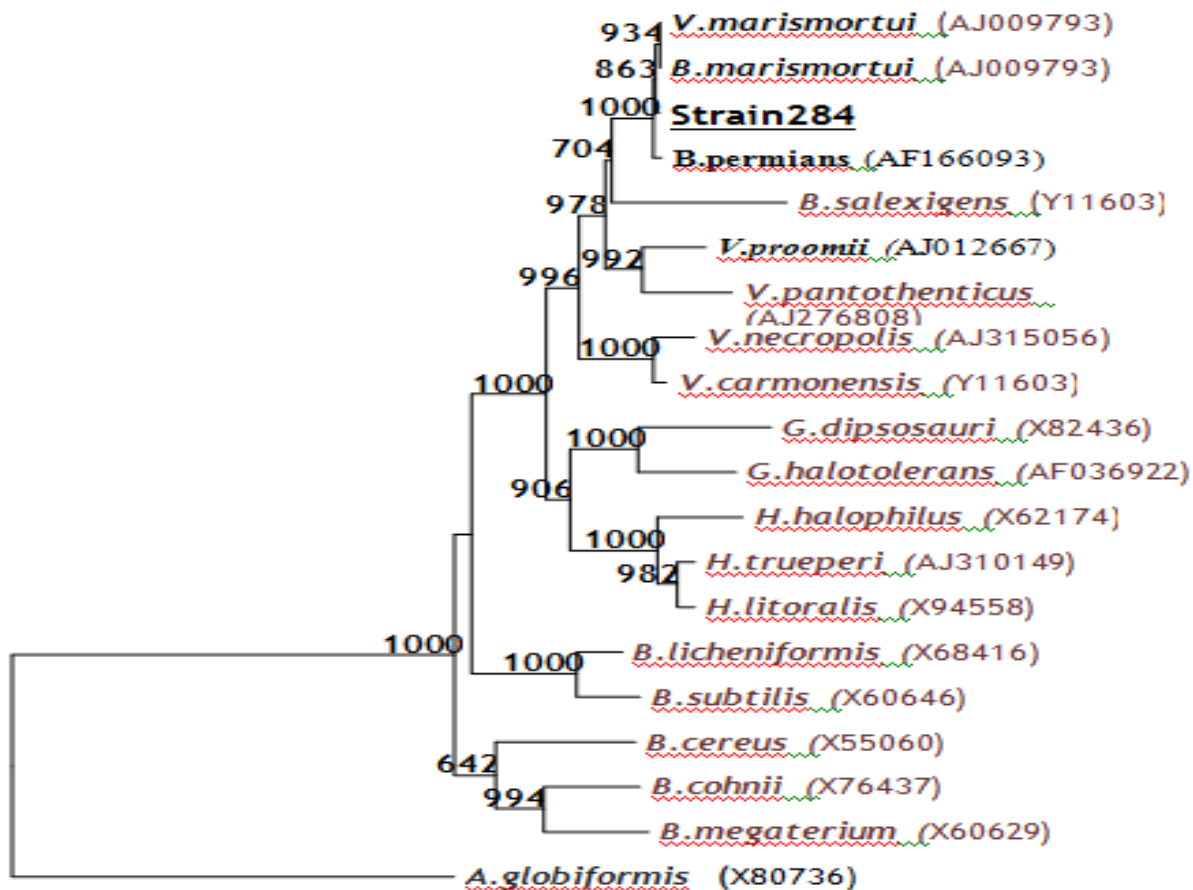 934
V.marismortui (AJ009793)
863
B.marismortui (AJ009793)
1000
Strain284
704
B.permians (AF166093)
978
B.salexigens (Y11603)
992
V.proomii (AJ012667)
996
V.pantothenticus
(AJ276808)
1000
V.necropolis (AJ315056)
1000
V.carmonensis (Y11603)
1000
G.dipsosauri (X82436)
906
G.halotolerans (AF036922)
1000
H.halophilus (X62174)
982
H.trueperi (AJ310149)
H.litoralis (X94558)
1000
1000
B.licheniformis (X68416)
B.subtilis (X60646)
642
B.cereus (X55060)
994
B.cohnii (X76437)
B.megaterium (X60629)
A.globiformis (X80736)